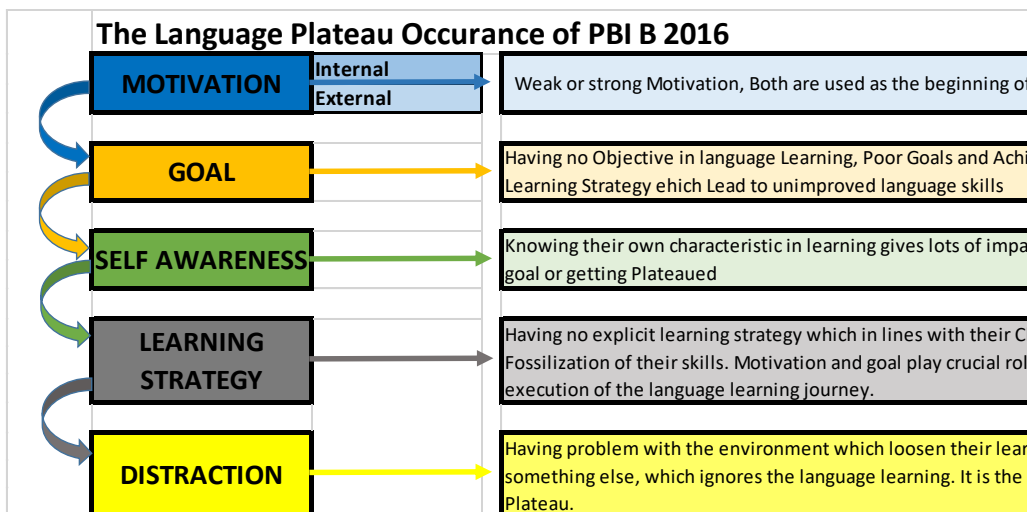 The Language Plateau Occurance of PBI B 2016
MOTIVATION
Internal
External
Weak or strong Motivation, Both are used as the beginning of
GOAL
Having no Objective in language Learning, Poor Goals and Achi
Learning Strategy ehich Lead to unimproved language skills
SELF AWARENESS
Knowing their own characteristic in learning gives lots of impa
goal or getting Plateaued
LEARNING
STRATEGY
Having no explicit learning strategy which in lines with their C
Fossilization of their skills. Motivation and goal play crucial rol
execution of the language learning journey.
DISTRACTION
Having problem with the environment which loosen their lear
something else, which ignores the language learning. It is the
Plateau.